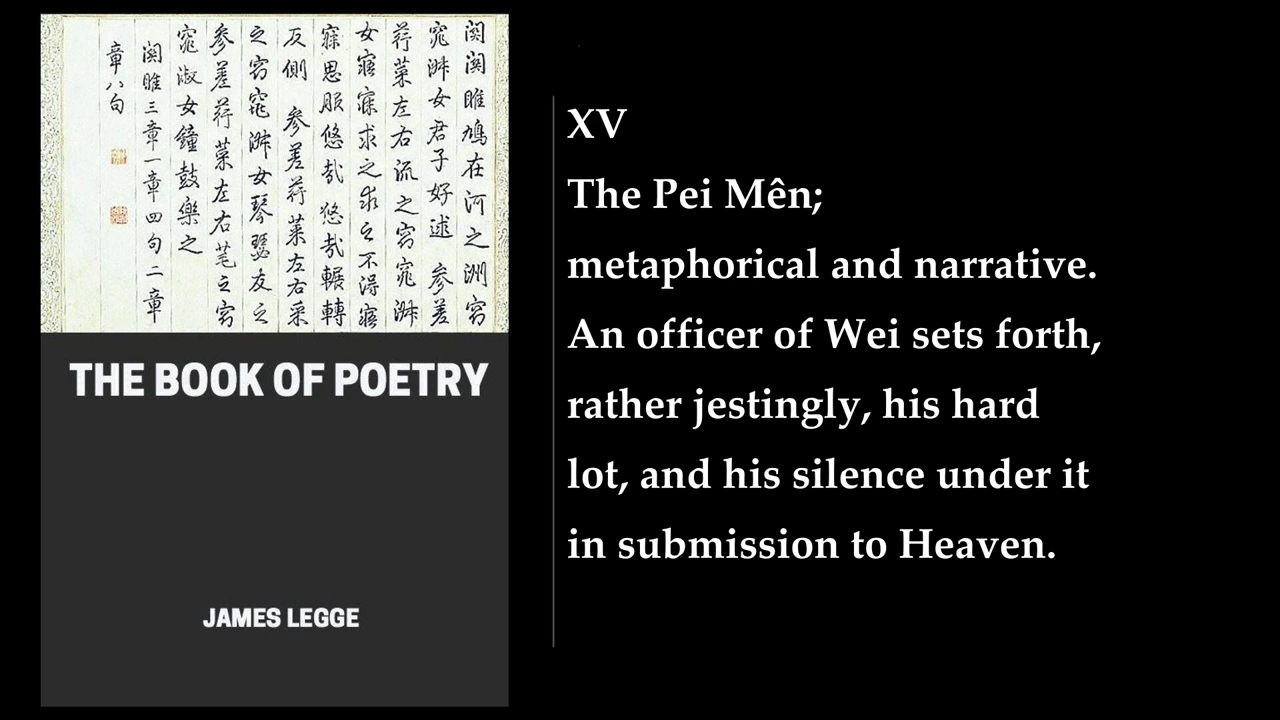 關關雎鳩在河之洲窈
窕淑女君子好逑 參差
荇菜左右流之窈窕淑
女寤寐求之求之不得寤
寐思服悠哉悠哉輾轉
反側 參差荇菜左右采
之窈窕淑女琴瑟友之
參差荇菜左右芼之窈
窕淑女鐘鼓樂之
關雎三章一章四句二章
章八句
THE BOOK OF POETRY
JAMES LEGGE
XV
The Pei Mên;
metaphorical and narrative.
An officer of Wei sets forth,
rather jestingly, his hard
lot, and his silence under it
in submission to Heaven.